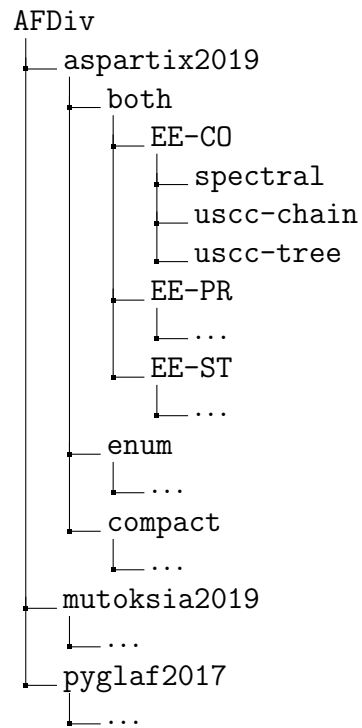 AFDiv
aspartix2019
both
EE-CO
spectral
uscc-chain
uscc-tree
EE-PR
...
EE-ST
...
enum
...
compact
...
mutoksia2019
...
pyglaf2017
...